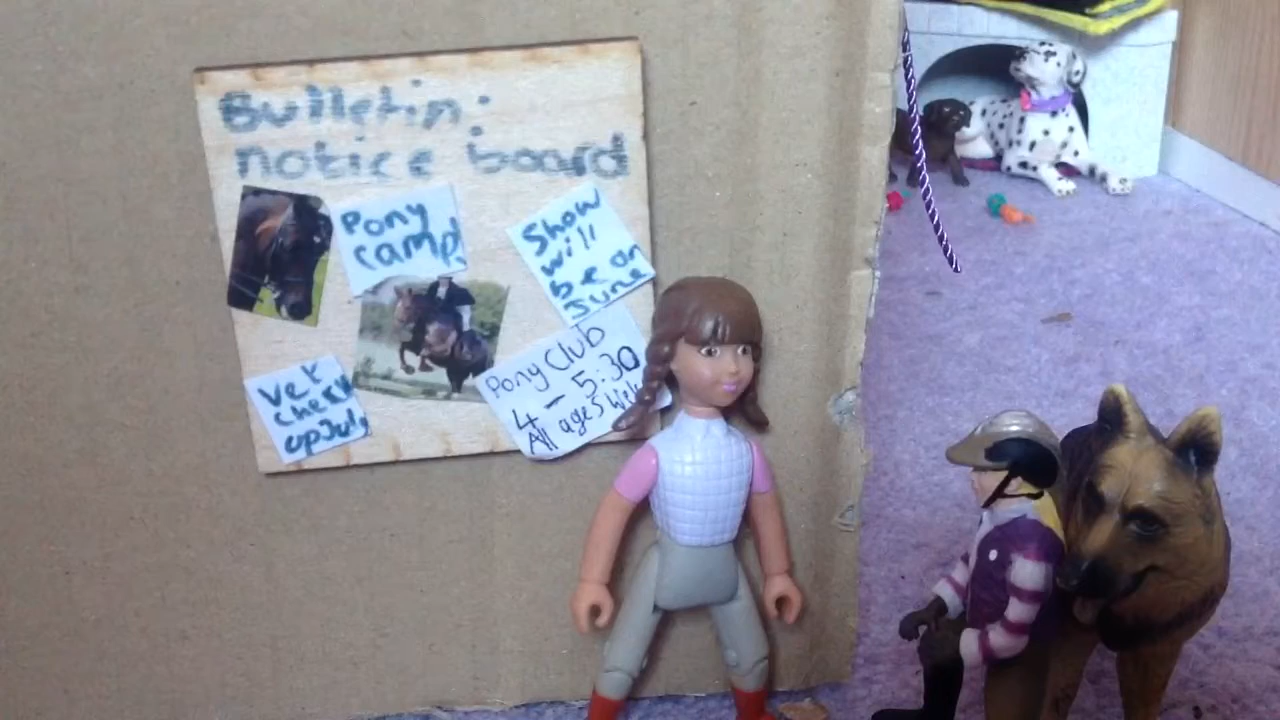 Bulletin:
notice board
Pony
camp
Show
will
be on
June
Pony Club
4 - 5:30
All ages
Vet
check
up July